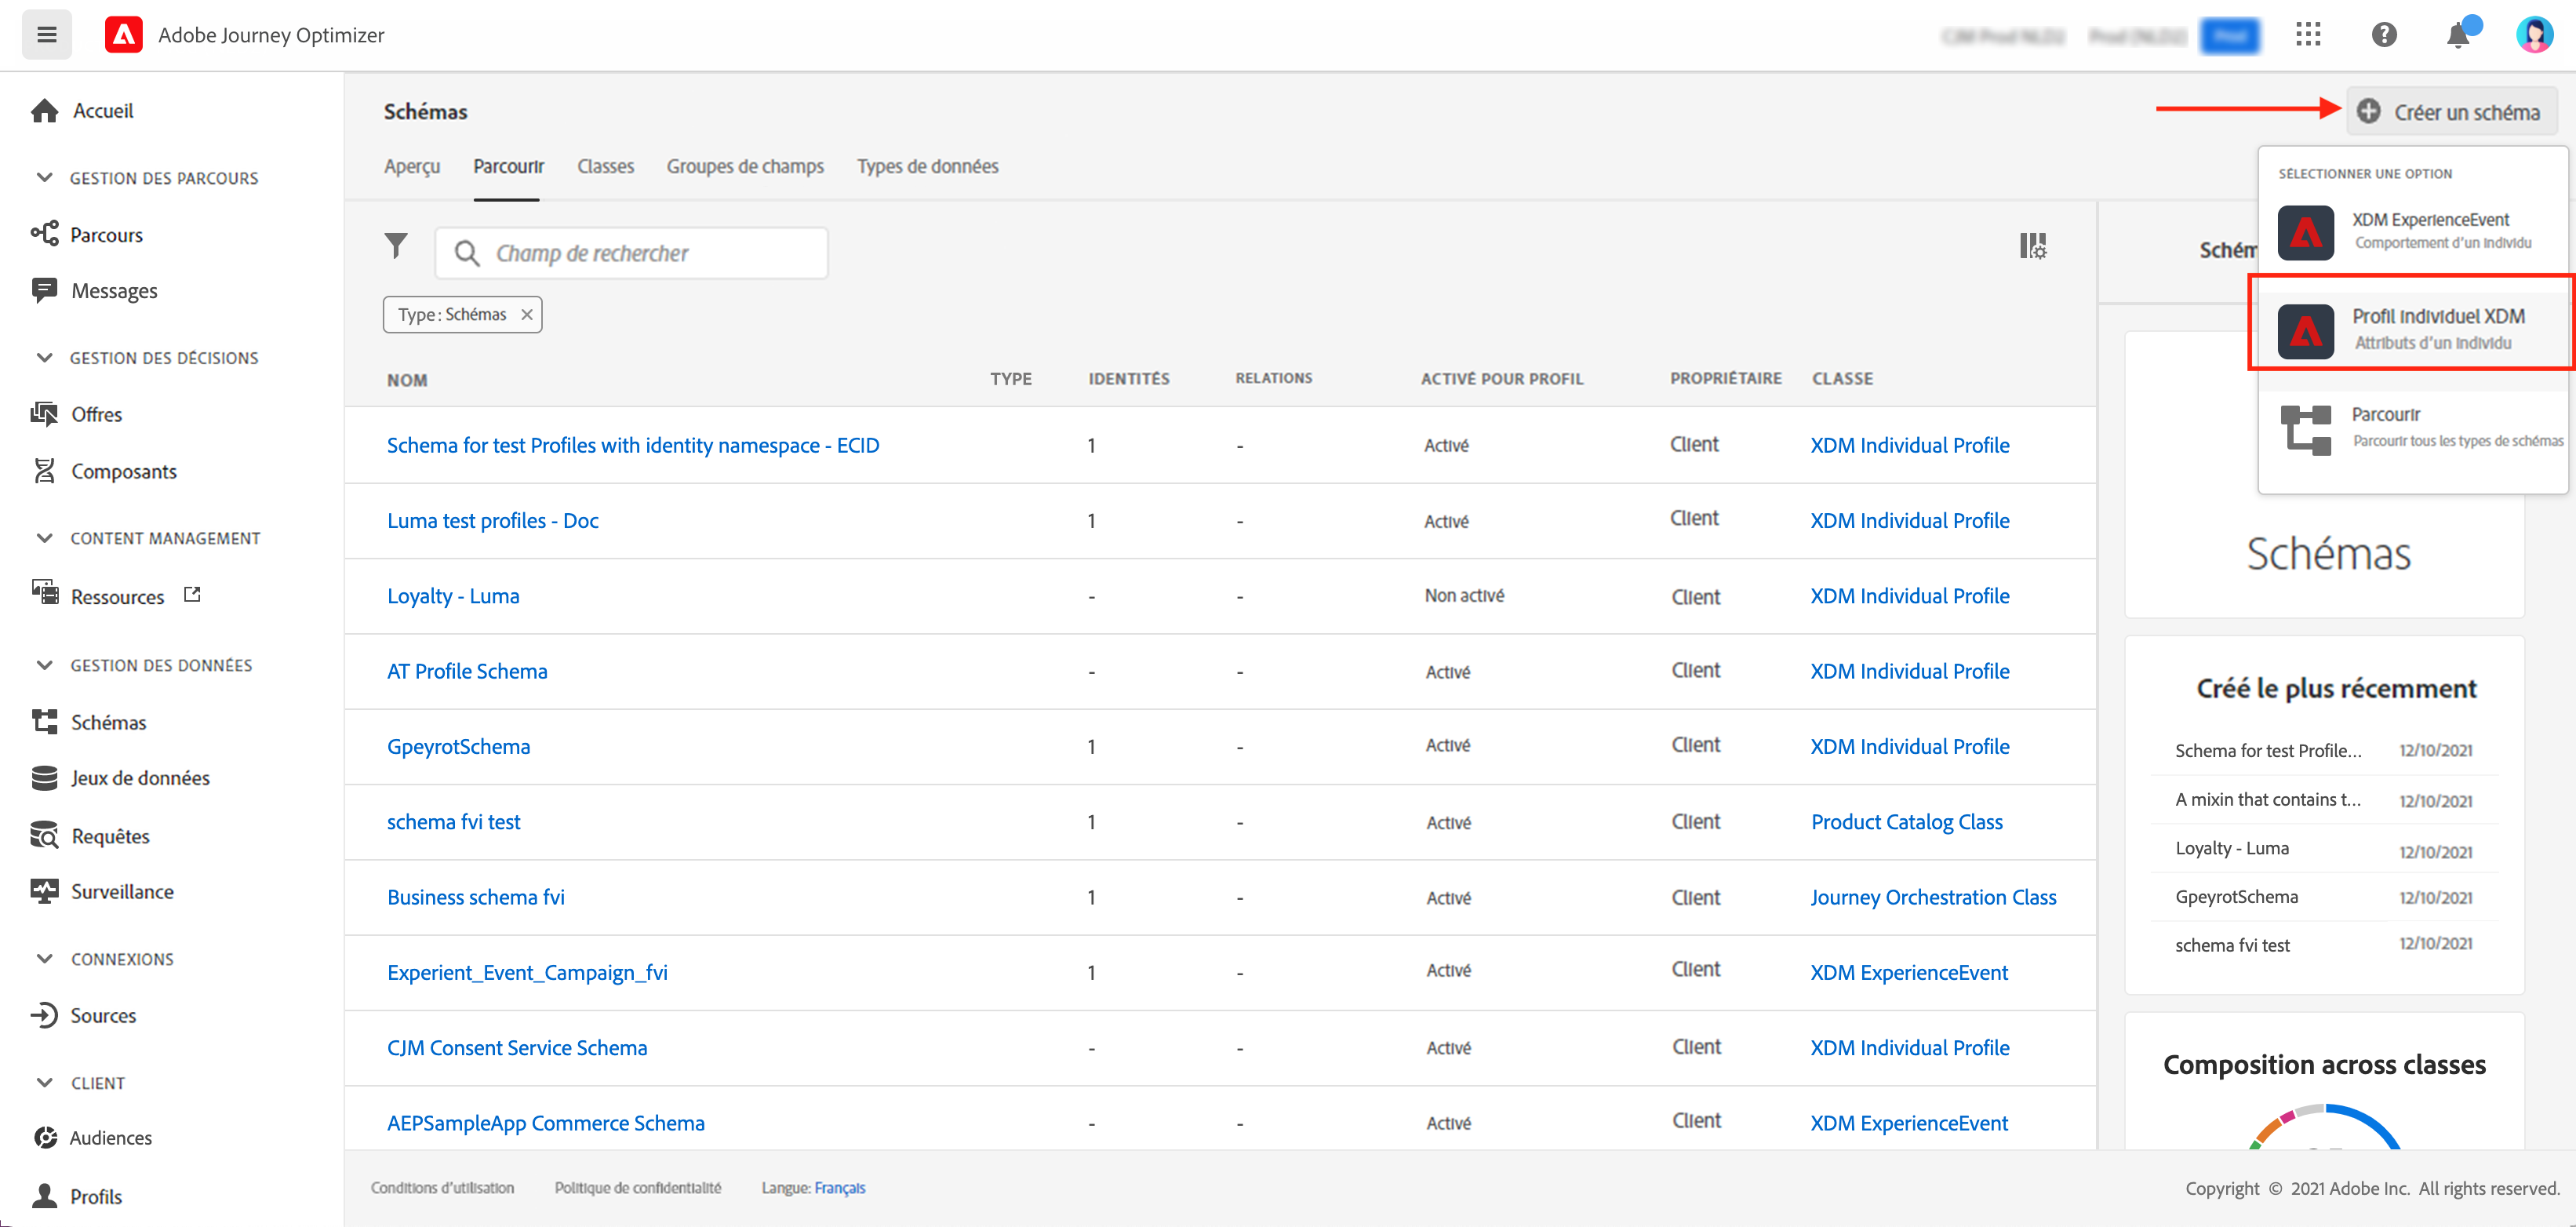 Adobe Journey Optimizer
Accueil
GESTION DES PARCOURS
Parcours
Messages
GESTION DES DÉCISIONS
Offres
Composants
CONTENT MANAGEMENT
Ressources
GESTION DES DONNÉES
Schémas
Jeux de données
Requêtes
Surveillance
CONNEXIONS
Sources
CLIENT
Audiences
Profils
Schémas
Créer un schéma
Aperçu Parcourir Classes Groupes de champs Types de données
Champ de rechercher
Type : Schémas
NOM TYPE IDENTITÉS RELATIONS ACTIVÉ POUR PROFIL PROPRIÉTAIRE CLASSE
Schema for test Profiles with identity namespace - ECID 1 - Activé Client XDM Individual Profile
Luma test profiles - Doc 1 - Activé Client XDM Individual Profile
Loyalty - Luma - - Non activé Client XDM Individual Profile
AT Profile Schema - - Activé Client XDM Individual Profile
GpeyrotSchema 1 - Activé Client XDM Individual Profile
schema fvi test 1 - Activé Client Product Catalog Class
Business schema fvi 1 - Activé Client Journey Orchestration Class
Experient_Event_Campaign_fvi 1 - Activé Client XDM ExperienceEvent
CJM Consent Service Schema - - Activé Client XDM Individual Profile
AEPSampleApp Commerce Schema - - Activé Client XDM ExperienceEvent
SÉLECTIONNER UNE OPTION
XDM ExperienceEvent
Comportement d'un individu
Profil individuel XDM
Attributs d'un individu
Parcourir
Parcourir tous les types de schémas
Schémas
Créé le plus récemment
Schema for test Profile... 12/10/2021
A mixin that contains t... 12/10/2021
Loyalty - Luma 12/10/2021
GpeyrotSchema 12/10/2021
schema fvi test 12/10/2021
Composition across classes
Conditions d'utilisation Politique de confidentialité Langue: Français
Copyright © 2021 Adobe Inc. All rights reserved.